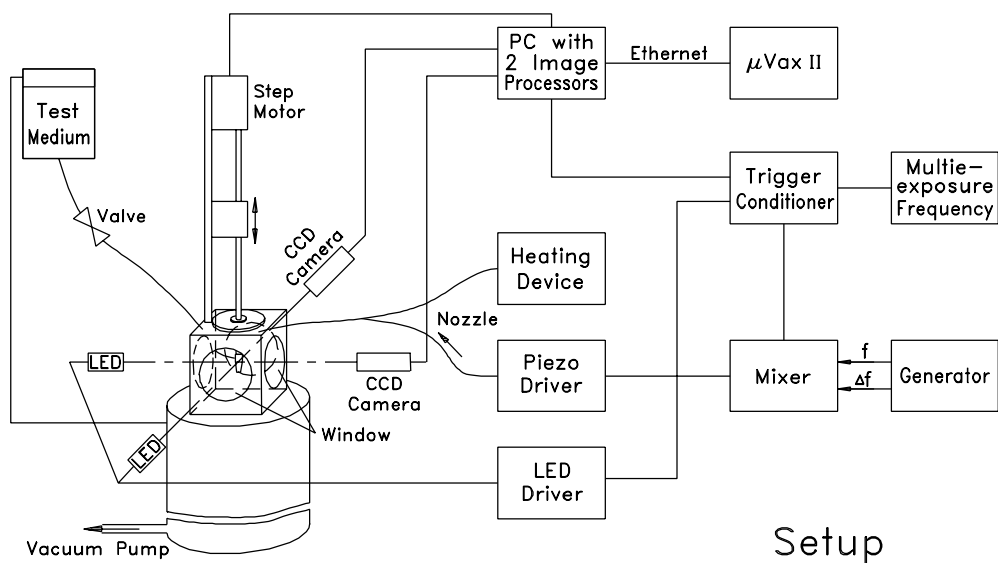 PC with
2 Image
Processors
Ethernet
μVax II
Step
Motor
Test
Medium
Valve
CCD
Camera
Trigger
Conditioner
Multie-
exposure
Frequency
Heating
Device
Nozzle
LED
CCD
Camera
Piezo
Driver
Mixer
f
Δf
Generator
Window
LED
LED
Driver
Vacuum Pump
Setup